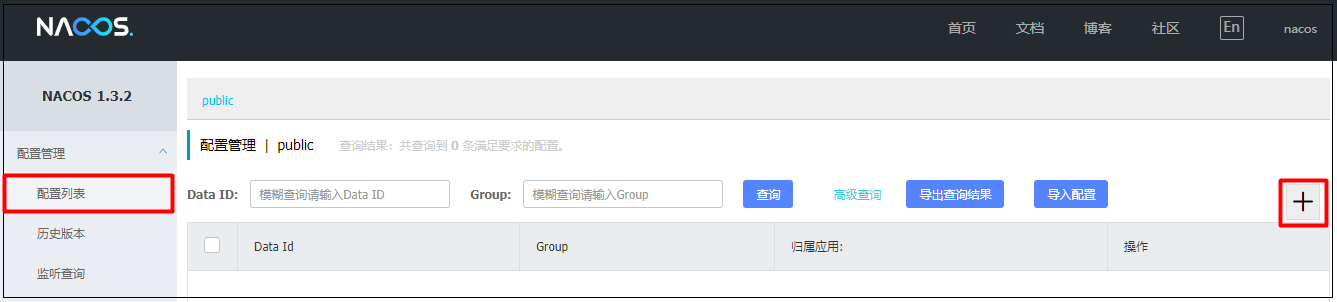 NACOS.
首页 文档 博客 社区 En nacos
NACOS 1.3.2
配置管理
配置列表
历史版本
监听查询
public
配置管理 | public 查询结果：共查询到 0 条满足要求的配置。
Data ID: 模糊查询请输入Data ID Group: 模糊查询请输入Group 查询 高级查询 导出查询结果 导入配置 +
Data Id Group 归属应用: 操作